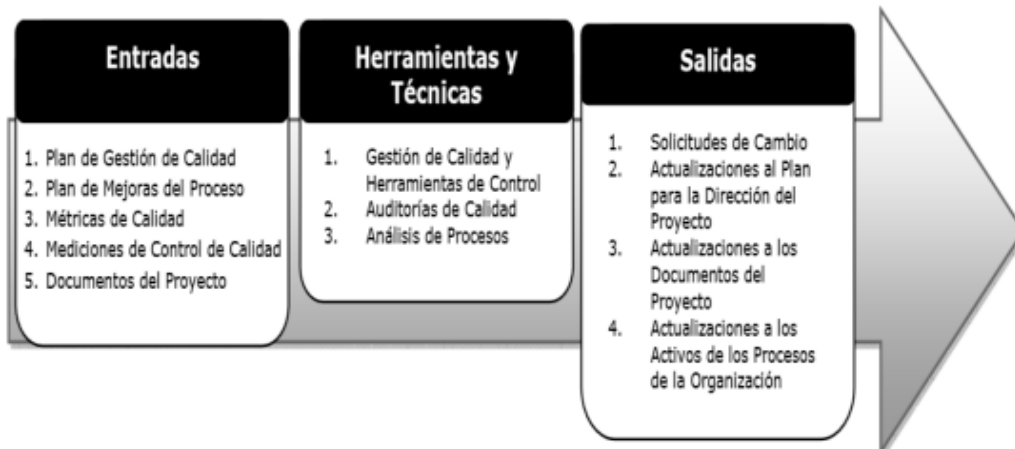 Entradas
1. Plan de Gestión de Calidad
2. Plan de Mejoras del Proceso
3. Métricas de Calidad
4. Mediciones de Control de Calidad
5. Documentos del Proyecto
Herramientas y
Técnicas
1. Gestión de Calidad y
Herramientas de Control
2. Auditorías de Calidad
3. Análisis de Procesos
Salidas
1. Solicitudes de Cambio
2. Actualizaciones al Plan
para la Dirección del
Proyecto
3. Actualizaciones a los
Documentos del
Proyecto
4. Actualizaciones a los
Activos de los Procesos
de la Organización